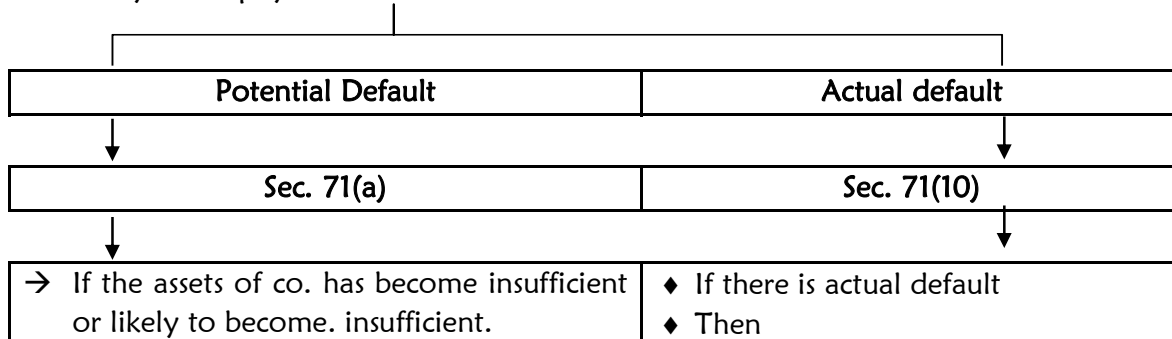 Potential Default Actual default
Sec. 71(a) Sec. 71(10)
→ If the assets of co. has become insufficient or likely to become. insufficient.
♦ If there is actual default
♦ Then